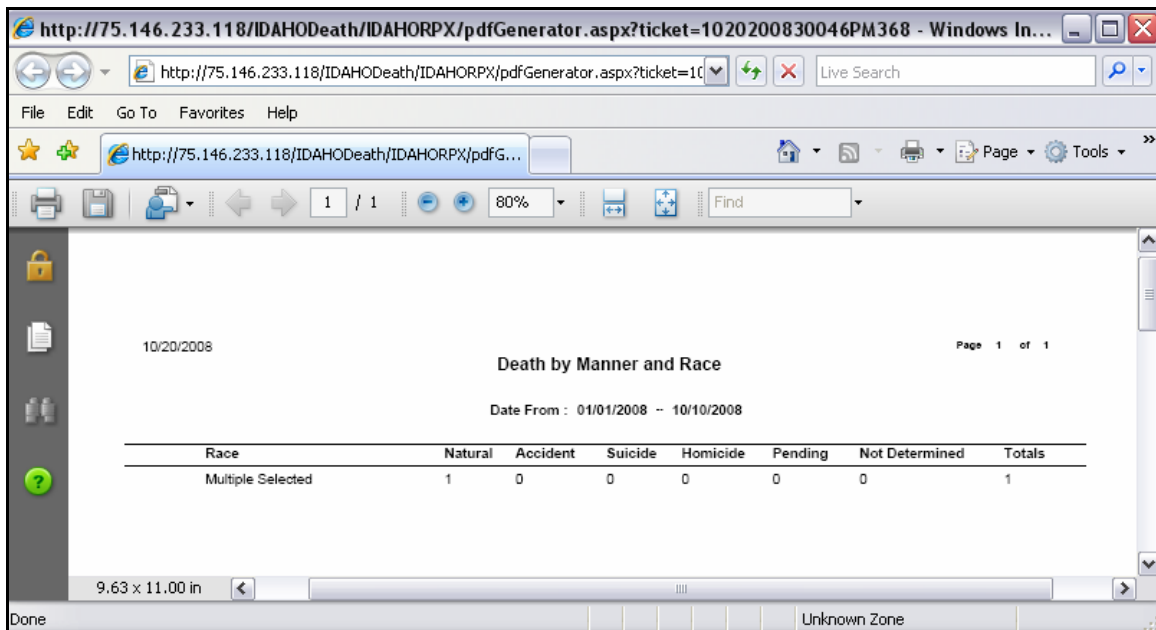 http://75.146.233.118/IDAHODeath/IDAHORPX/pdfGenerator.aspx?ticket=1020200830046PM368 - Windows In...
http://75.146.233.118/IDAHODeath/IDAHORPX/pdfGenerator.aspx?ticket=10 Live Search
File Edit Go To Favorites Help
http://75.146.233.118/IDAHODeath/IDAHORPX/pdfG... Page Tools »
1 / 1 80% Find
10/20/2008 Page 1 of 1
Death by Manner and Race
Date From : 01/01/2008 -- 10/10/2008
Race Natural Accident Suicide Homicide Pending Not Determined Totals
Multiple Selected 1 0 0 0 0 0 1
9.63 x 11.00 in
Done Unknown Zone